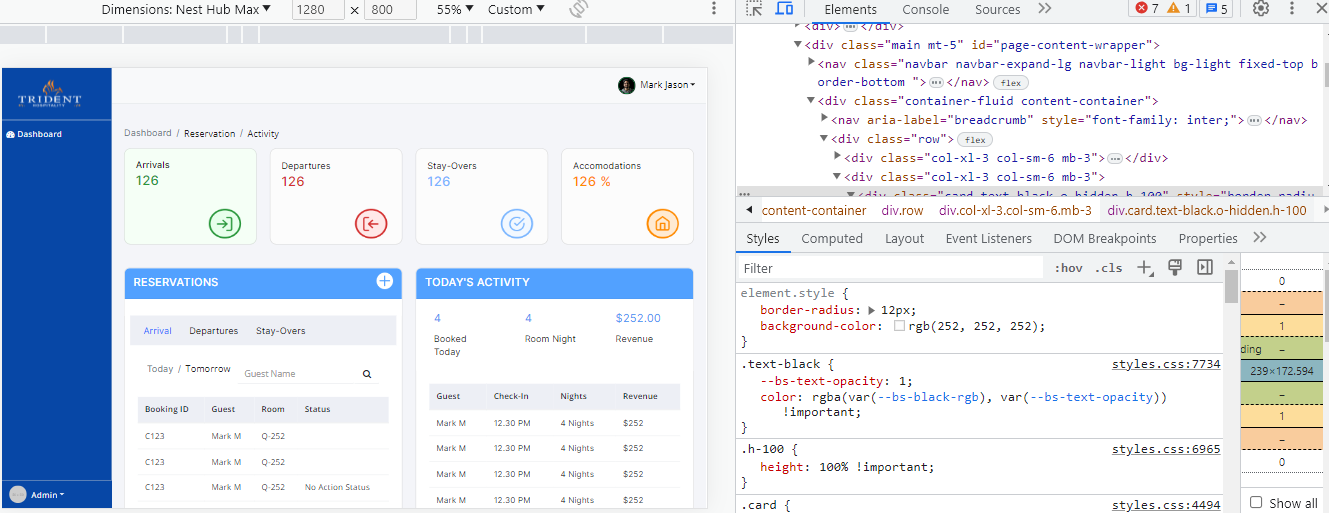 Dimensions: Nest Hub Max ▼ 1280 × 800 55% ▼ Custom ▼
Elements Console Sources 7 1 5
TRIDENT
HOSPITALITY
Mark Jason
Dashboard
Dashboard / Reservation / Activity
Arrivals
126
Departures
126
Stay-Overs
126
Accomodations
126 %
RESERVATIONS
Arrival Departures Stay-Overs
Today / Tomorrow Guest Name
Booking ID Guest Room Status
C123 Mark M Q-252
C123 Mark M Q-252
C123 Mark M Q-252 No Action Status
TODAY'S ACTIVITY
4
Booked
Today
4
Room Night
$252.00
Revenue
Guest Check-In Nights Revenue
Mark M 12.30 PM 4 Nights $252
Mark M 12.30 PM 4 Nights $252
Mark M 12.30 PM 4 Nights $252
Mark M 12.30 PM 4 Nights $252
Admin
<div>…</div>
<div class="main mt-5" id="page-content-wrapper">
<nav class="navbar navbar-expand-lg navbar-light bg-light fixed-top b
order-bottom ">…</nav> flex
<div class="container-fluid content-container">
<nav aria-label="breadcrumb" style="font-family: inter;">…</nav>
<div class="row"> flex
<div class="col-xl-3 col-sm-6 mb-3">…</div>
<div class="col-xl-3 col-sm-6 mb-3">
<div class="card text-black o-hidden h-100" style="border-radiu
content-container div.row div.col-xl-3.col-sm-6.mb-3 div.card.text-black.o-hidden.h-100
Styles Computed Layout Event Listeners DOM Breakpoints Properties
Filter :hov .cls
element.style {
border-radius: 12px;
background-color: rgb(252, 252, 252);
}
.text-black { styles.css:7734
--bs-text-opacity: 1;
color: rgba(var(--bs-black-rgb), var(--bs-text-opacity))
!important;
}
.h-100 { styles.css:6965
height: 100% !important;
}
.card { styles.css:4494
0
–
1
ding –
239×172.594
–
1
–
0
Show all